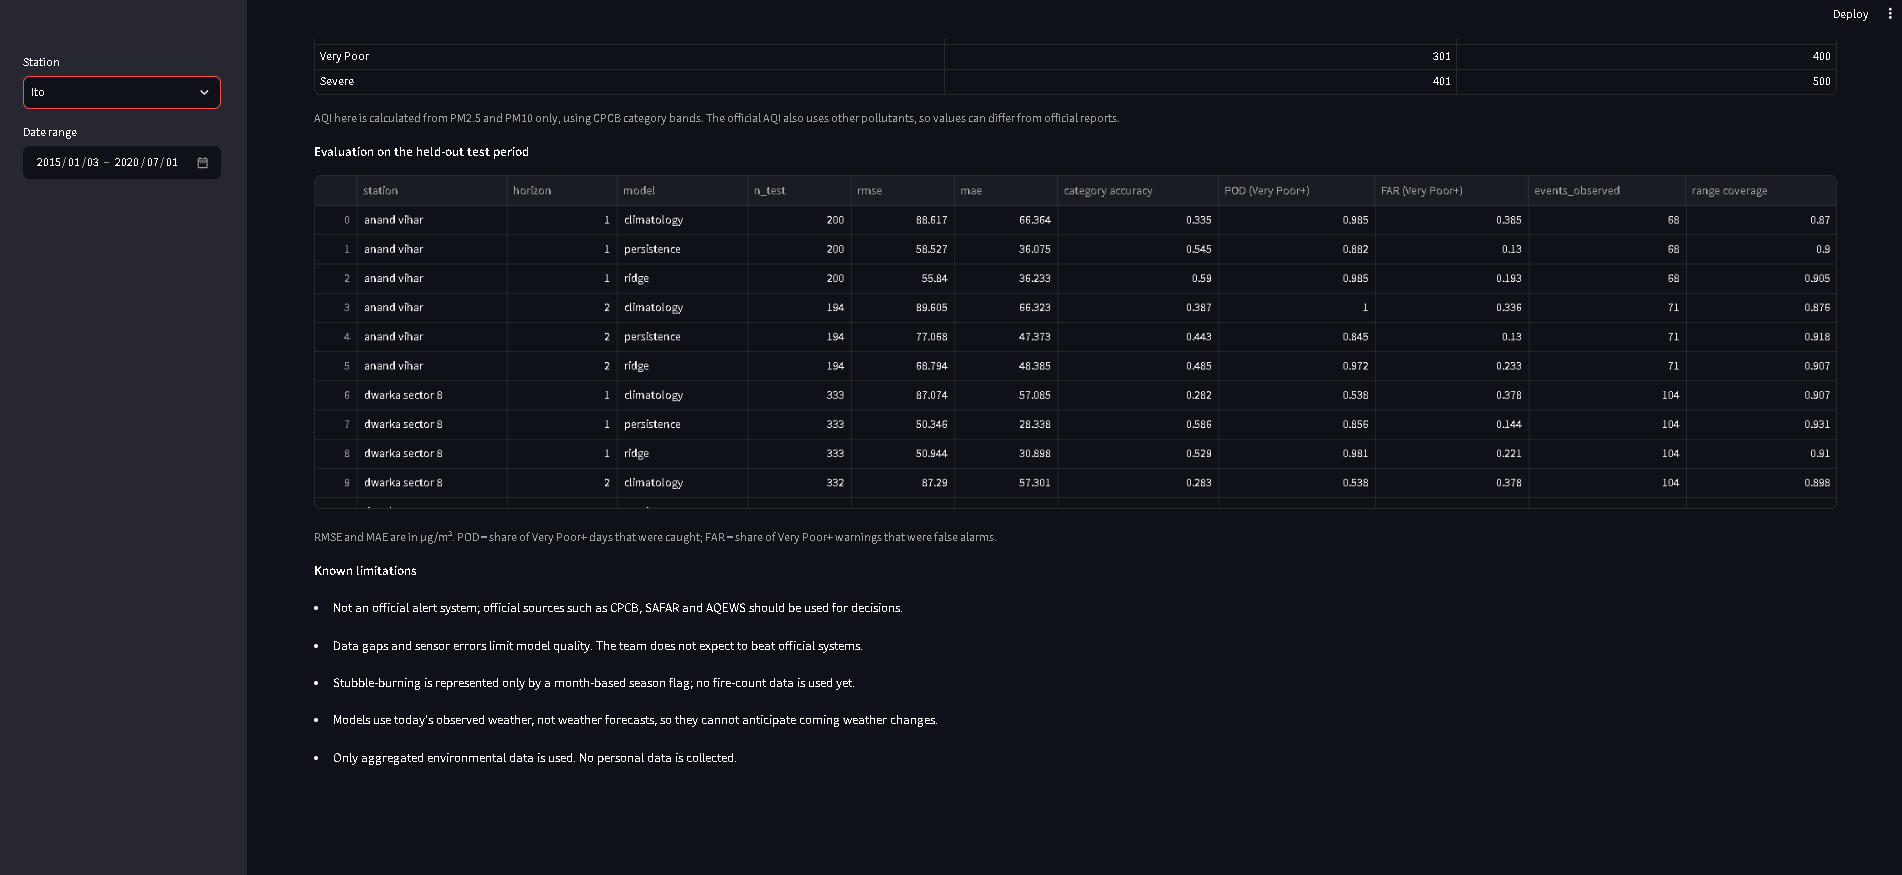 Deploy
Station
Ito
Date range
2015/01/03 – 2020/07/01
Very Poor 301 400
Severe 401 500
AQI here is calculated from PM2.5 and PM10 only, using CPCB category bands. The official AQI also uses other pollutants, so values can differ from official reports.
Evaluation on the held-out test period
station horizon model n_test rmse mae category accuracy POD (Very Poor+) FAR (Very Poor+) events_observed range coverage
0 anand vihar 1 climatology 200 88.617 66.364 0.335 0.985 0.385 68 0.87
1 anand vihar 1 persistence 200 58.527 36.075 0.545 0.882 0.13 68 0.9
2 anand vihar 1 ridge 200 55.84 36.233 0.59 0.985 0.193 68 0.905
3 anand vihar 2 climatology 194 89.605 66.323 0.387 1 0.336 71 0.876
4 anand vihar 2 persistence 194 77.068 47.373 0.443 0.845 0.13 71 0.918
5 anand vihar 2 ridge 194 68.794 48.385 0.485 0.972 0.233 71 0.907
6 dwarka sector 8 1 climatology 333 87.074 57.085 0.282 0.538 0.378 104 0.907
7 dwarka sector 8 1 persistence 333 50.346 28.338 0.586 0.856 0.144 104 0.931
8 dwarka sector 8 1 ridge 333 50.944 30.898 0.529 0.981 0.221 104 0.91
9 dwarka sector 8 2 climatology 332 87.29 57.301 0.283 0.538 0.378 104 0.898
RMSE and MAE are in µg/m³. POD = share of Very Poor+ days that were caught; FAR = share of Very Poor+ warnings that were false alarms.
Known limitations
• Not an official alert system; official sources such as CPCB, SAFAR and AQEWS should be used for decisions.
• Data gaps and sensor errors limit model quality. The team does not expect to beat official systems.
• Stubble-burning is represented only by a month-based season flag; no fire-count data is used yet.
• Models use today's observed weather, not weather forecasts, so they cannot anticipate coming weather changes.
• Only aggregated environmental data is used. No personal data is collected.